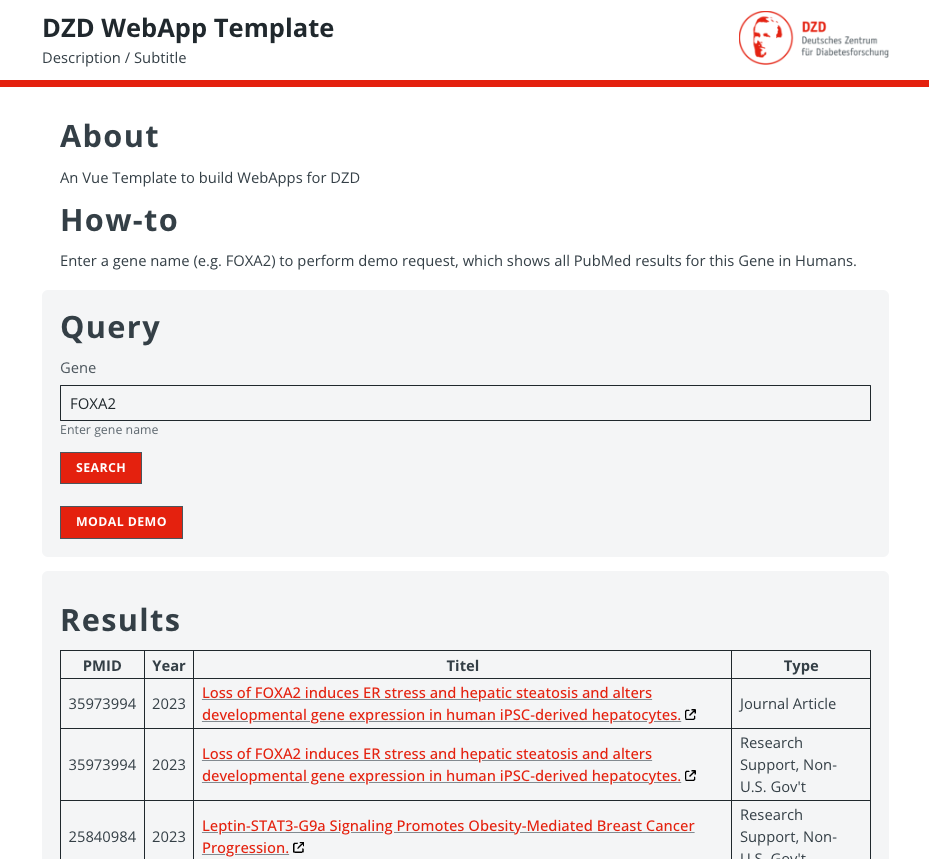 DZD WebApp Template
Description / Subtitle
DZD
Deutsches Zentrum
für Diabetesforschung
About
An Vue Template to build WebApps for DZD
How-to
Enter a gene name (e.g. FOXA2) to perform demo request, which shows all PubMed results for this Gene in Humans.
Query
Gene
FOXA2
Enter gene name
SEARCH
MODAL DEMO
Results
PMID Year Titel Type
35973994 2023 Loss of FOXA2 induces ER stress and hepatic steatosis and alters
developmental gene expression in human iPSC-derived hepatocytes. Journal Article
35973994 2023 Loss of FOXA2 induces ER stress and hepatic steatosis and alters
developmental gene expression in human iPSC-derived hepatocytes.
Research
Support, Non-
U.S. Gov't
25840984 2023 Leptin-STAT3-G9a Signaling Promotes Obesity-Mediated Breast Cancer
Progression.
Research
Support, Non-
U.S. Gov't